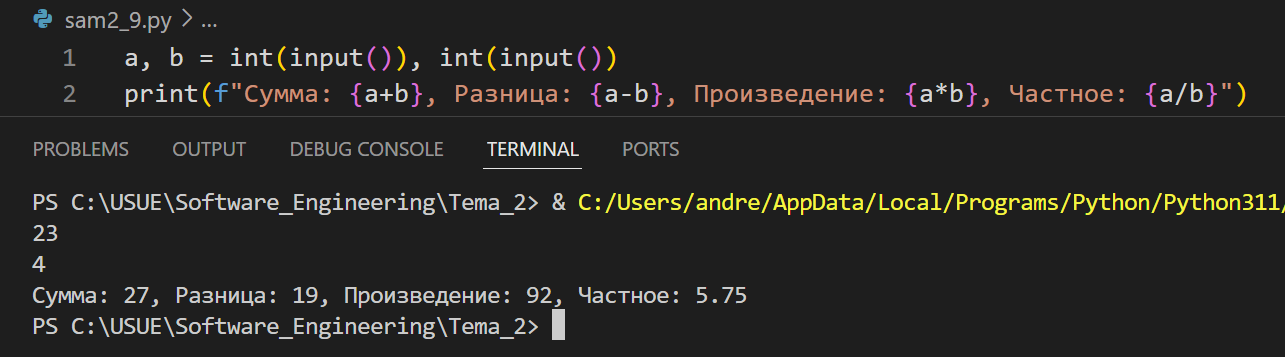 sam2_9.py > ...
1 a, b = int(input()), int(input())
2 print(f"Сумма: {a+b}, Разница: {a-b}, Произведение: {a*b}, Частное: {a/b}")
PROBLEMS OUTPUT DEBUG CONSOLE TERMINAL PORTS
PS C:\USUE\Software_Engineering\Tema_2> & C:/Users/andre/AppData/Local/Programs/Python/Python311/
23
4
Сумма: 27, Разница: 19, Произведение: 92, Частное: 5.75
PS C:\USUE\Software_Engineering\Tema_2>